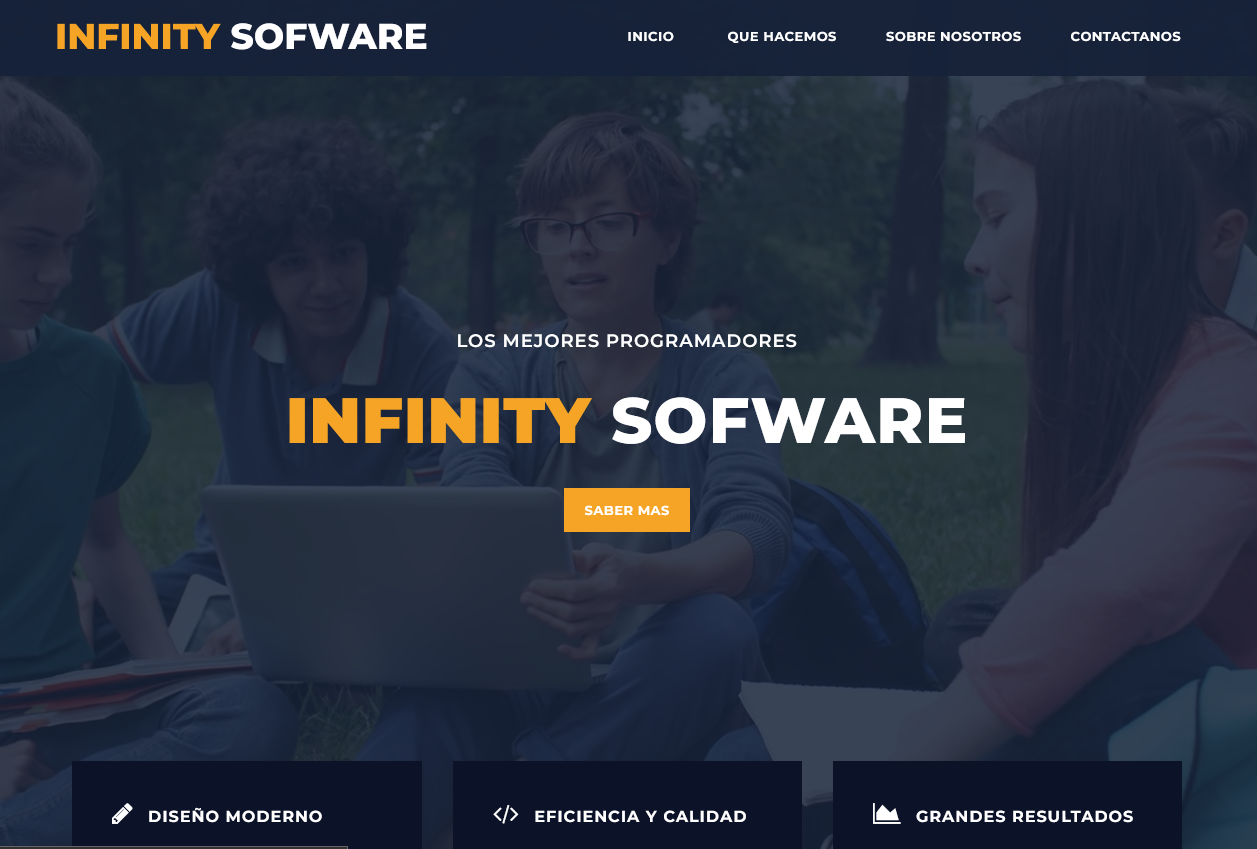 INFINITY SOFWARE
INICIO
QUE HACEMOS
SOBRE NOSOTROS
CONTACTANOS
LOS MEJORES PROGRAMADORES
INFINITY SOFWARE
SABER MAS
DISEÑO MODERNO
EFICIENCIA Y CALIDAD
GRANDES RESULTADOS